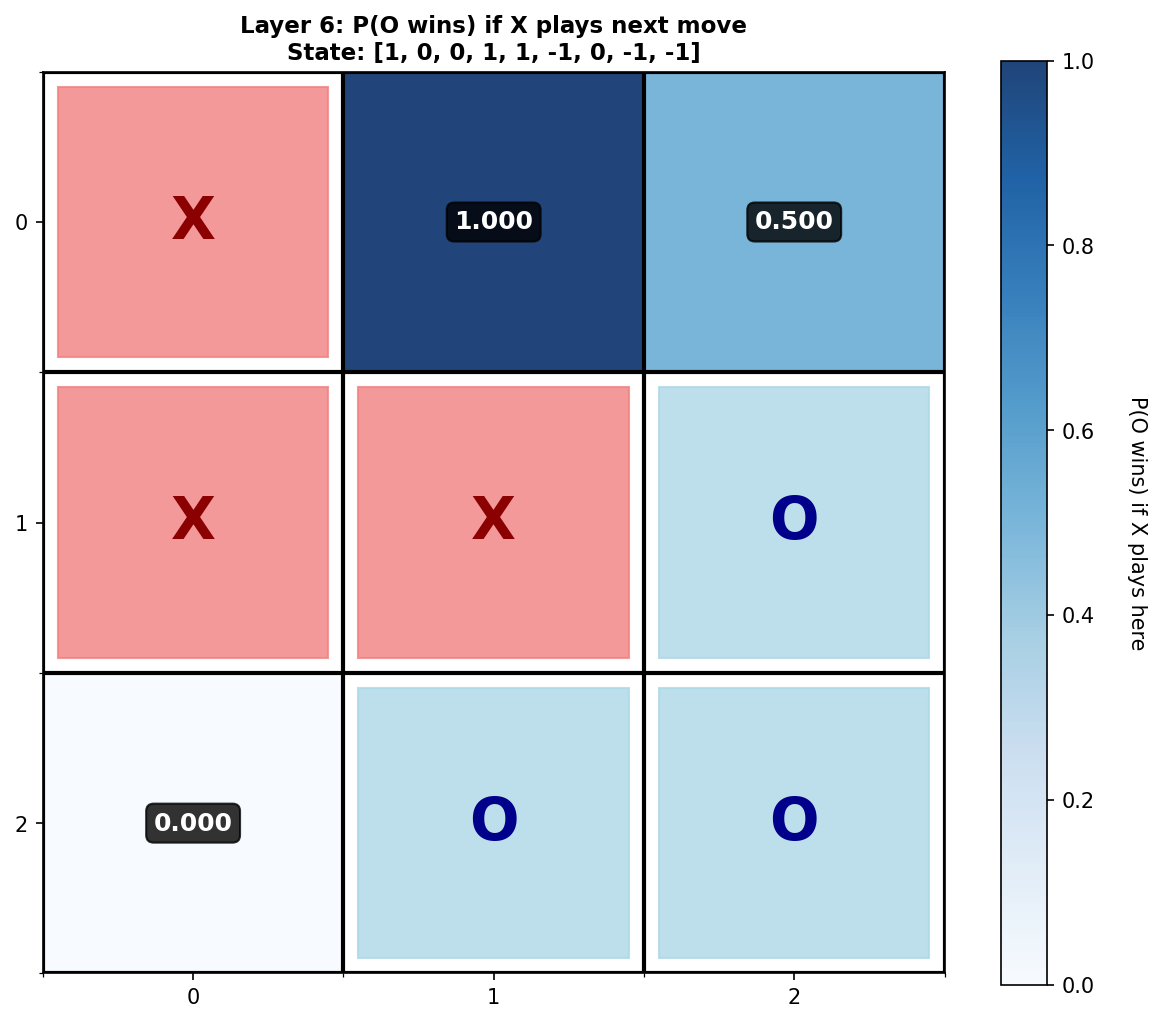 Layer 6: P(O wins) if X plays next move
State: [1, 0, 0, 1, 1, -1, 0, -1, -1]
X
1.000
0.500
X
X
O
0.000
O
O
0
1
2
0
1
2
1.0
0.8
0.6
0.4
0.2
0.0
P(O wins) if X plays here